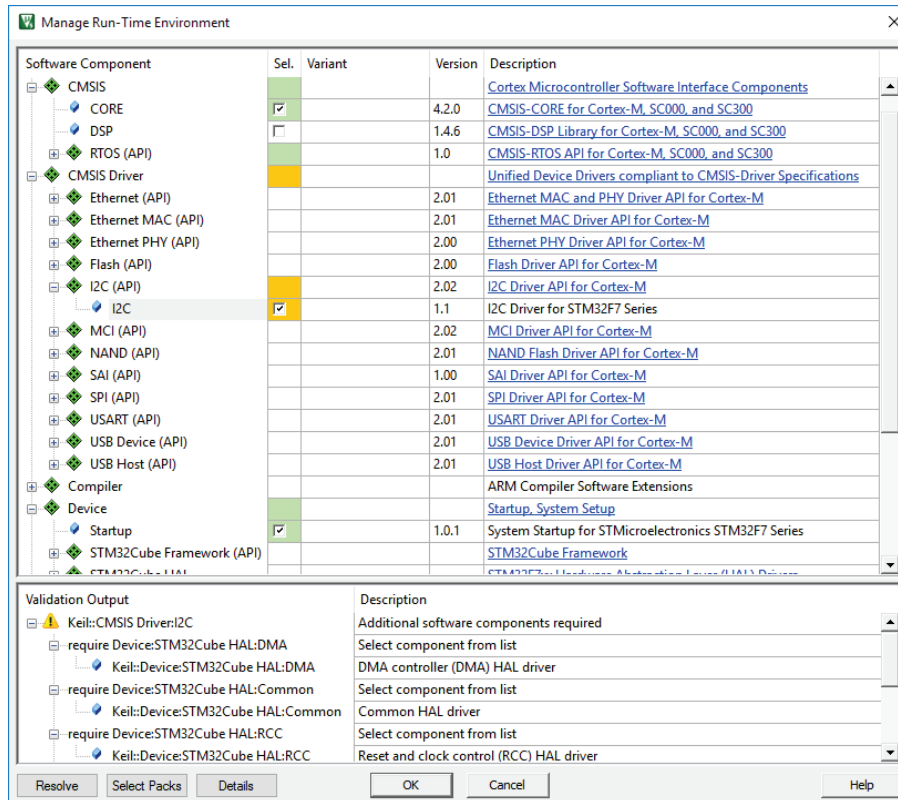 Manage Run-Time Environment
Software Component Sel. Variant Version Description
CMSIS Cortex Microcontroller Software Interface Components
CORE 4.2.0 CMSIS-CORE for Cortex-M, SC000, and SC300
DSP 1.4.6 CMSIS-DSP Library for Cortex-M, SC000, and SC300
RTOS (API) 1.0 CMSIS-RTOS API for Cortex-M, SC000, and SC300
CMSIS Driver Unified Device Drivers compliant to CMSIS-Driver Specifications
Ethernet (API) 2.01 Ethernet MAC and PHY Driver API for Cortex-M
Ethernet MAC (API) 2.01 Ethernet MAC Driver API for Cortex-M
Ethernet PHY (API) 2.00 Ethernet PHY Driver API for Cortex-M
Flash (API) 2.00 Flash Driver API for Cortex-M
I2C (API) 2.02 I2C Driver API for Cortex-M
I2C 1.1 I2C Driver for STM32F7 Series
MCI (API) 2.02 MCI Driver API for Cortex-M
NAND (API) 2.01 NAND Flash Driver API for Cortex-M
SAI (API) 1.00 SAI Driver API for Cortex-M
SPI (API) 2.01 SPI Driver API for Cortex-M
USART (API) 2.01 USART Driver API for Cortex-M
USB Device (API) 2.01 USB Device Driver API for Cortex-M
USB Host (API) 2.01 USB Host Driver API for Cortex-M
Compiler ARM Compiler Software Extensions
Device Startup, System Setup
Startup 1.0.1 System Startup for STMicroelectronics STM32F7 Series
STM32Cube Framework (API) STM32Cube Framework
STM32Cube HAL STM32F7xx Hardware Abstraction Layer (HAL) Drivers
Validation Output Description
Keil::CMSIS Driver:I2C Additional software components required
require Device:STM32Cube HAL:DMA Select component from list
Keil::Device:STM32Cube HAL:DMA DMA controller (DMA) HAL driver
require Device:STM32Cube HAL:Common Select component from list
Keil::Device:STM32Cube HAL:Common Common HAL driver
require Device:STM32Cube HAL:RCC Select component from list
Keil::Device:STM32Cube HAL:RCC Reset and clock control (RCC) HAL driver
Resolve Select Packs Details OK Cancel Help